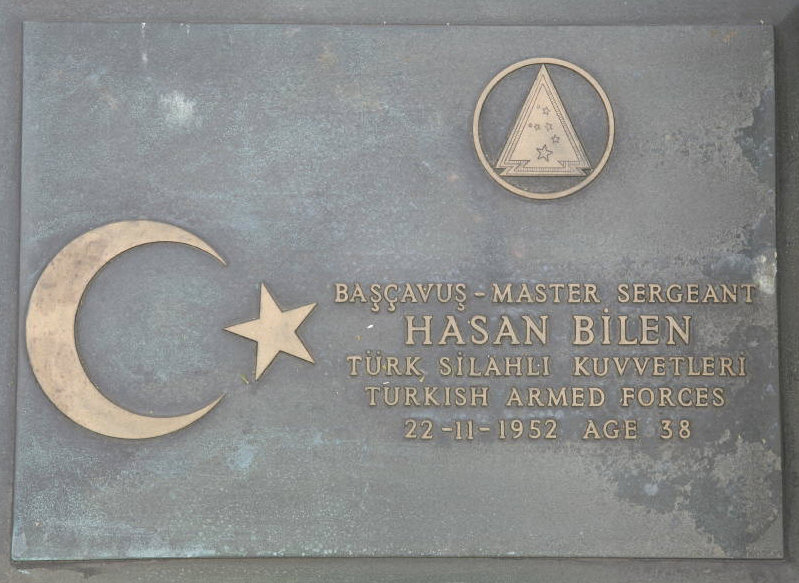 BAŞÇAVUŞ-MASTER SERGEANT
HASAN BİLEN
TÜRK SİLAHLI KUVVETLERİ
TURKISH ARMED FORCES
22-11-1952 AGE 38